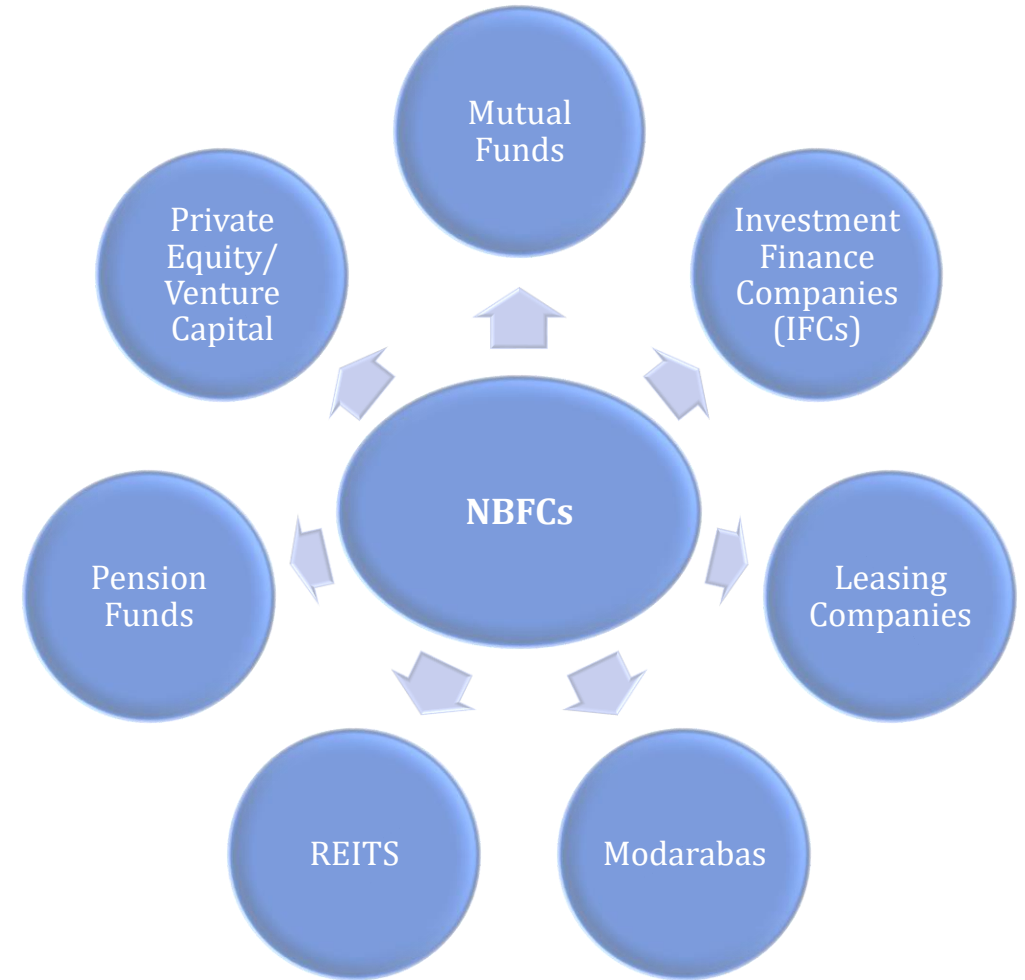 Mutual
Funds
Investment
Finance
Companies
(IFCs)
Leasing
Companies
Modarabas
REITS
Pension
Funds
Private
Equity/
Venture
Capital
NBFCs